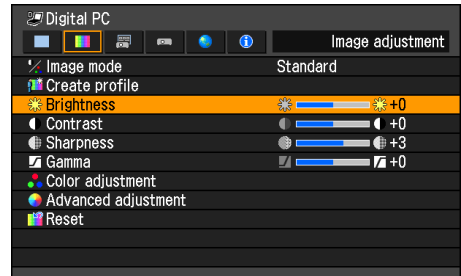 Digital PC
Image adjustment
Image mode Standard
Create profile
Brightness +0
Contrast +0
Sharpness +3
Gamma +0
Color adjustment
Advanced adjustment
Reset